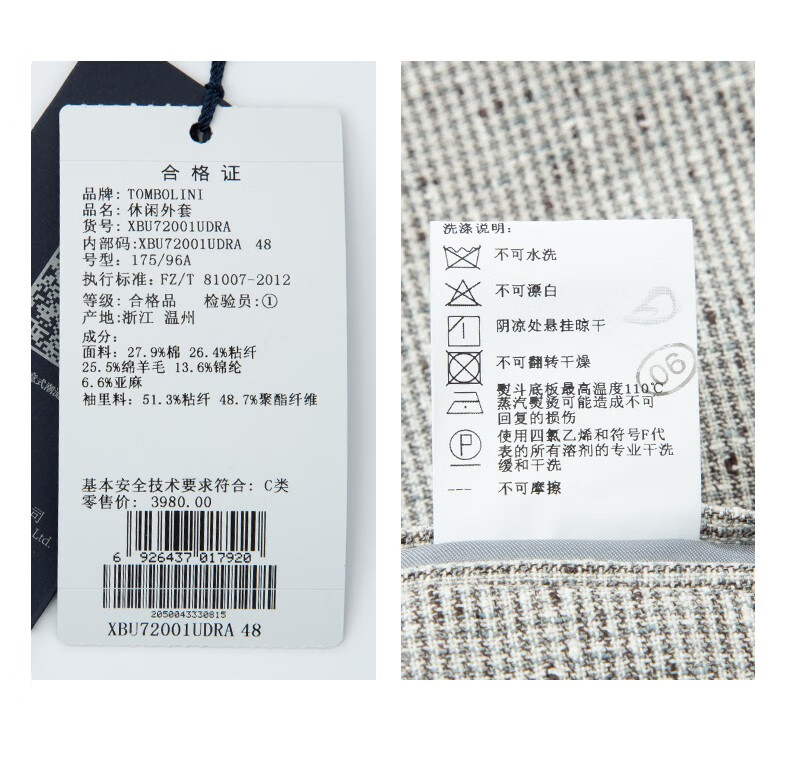 合格证
品牌: TOMBOLINI
品名: 休闲外套
货号: XBU72001UDRA
内部码:XBU72001UDRA 48
号型: 175/96A
执行标准: FZ/T 81007-2012
等级: 合格品 检验员:①
产地:浙江 温州
成分:
面料: 27.9%棉 26.4%粘纤
25.5%绵羊毛 13.6%锦纶
6.6%亚麻
袖里料: 51.3%粘纤 48.7%聚酯纤维
基本安全技术要求符合: C类
零售价: 3980.00
6 926437 017920
2050043330815
XBU72001UDRA 48
司
Ltd.
洗涤说明:
不可水洗
不可漂白
阴凉处悬挂晾干
不可翻转干燥
熨斗底板最高温度110℃
蒸汽熨烫可能造成不可
回复的损伤
P
使用四氯乙烯和符号F代
表的所有溶剂的专业干洗
缓和干洗
--- 不可摩擦
06